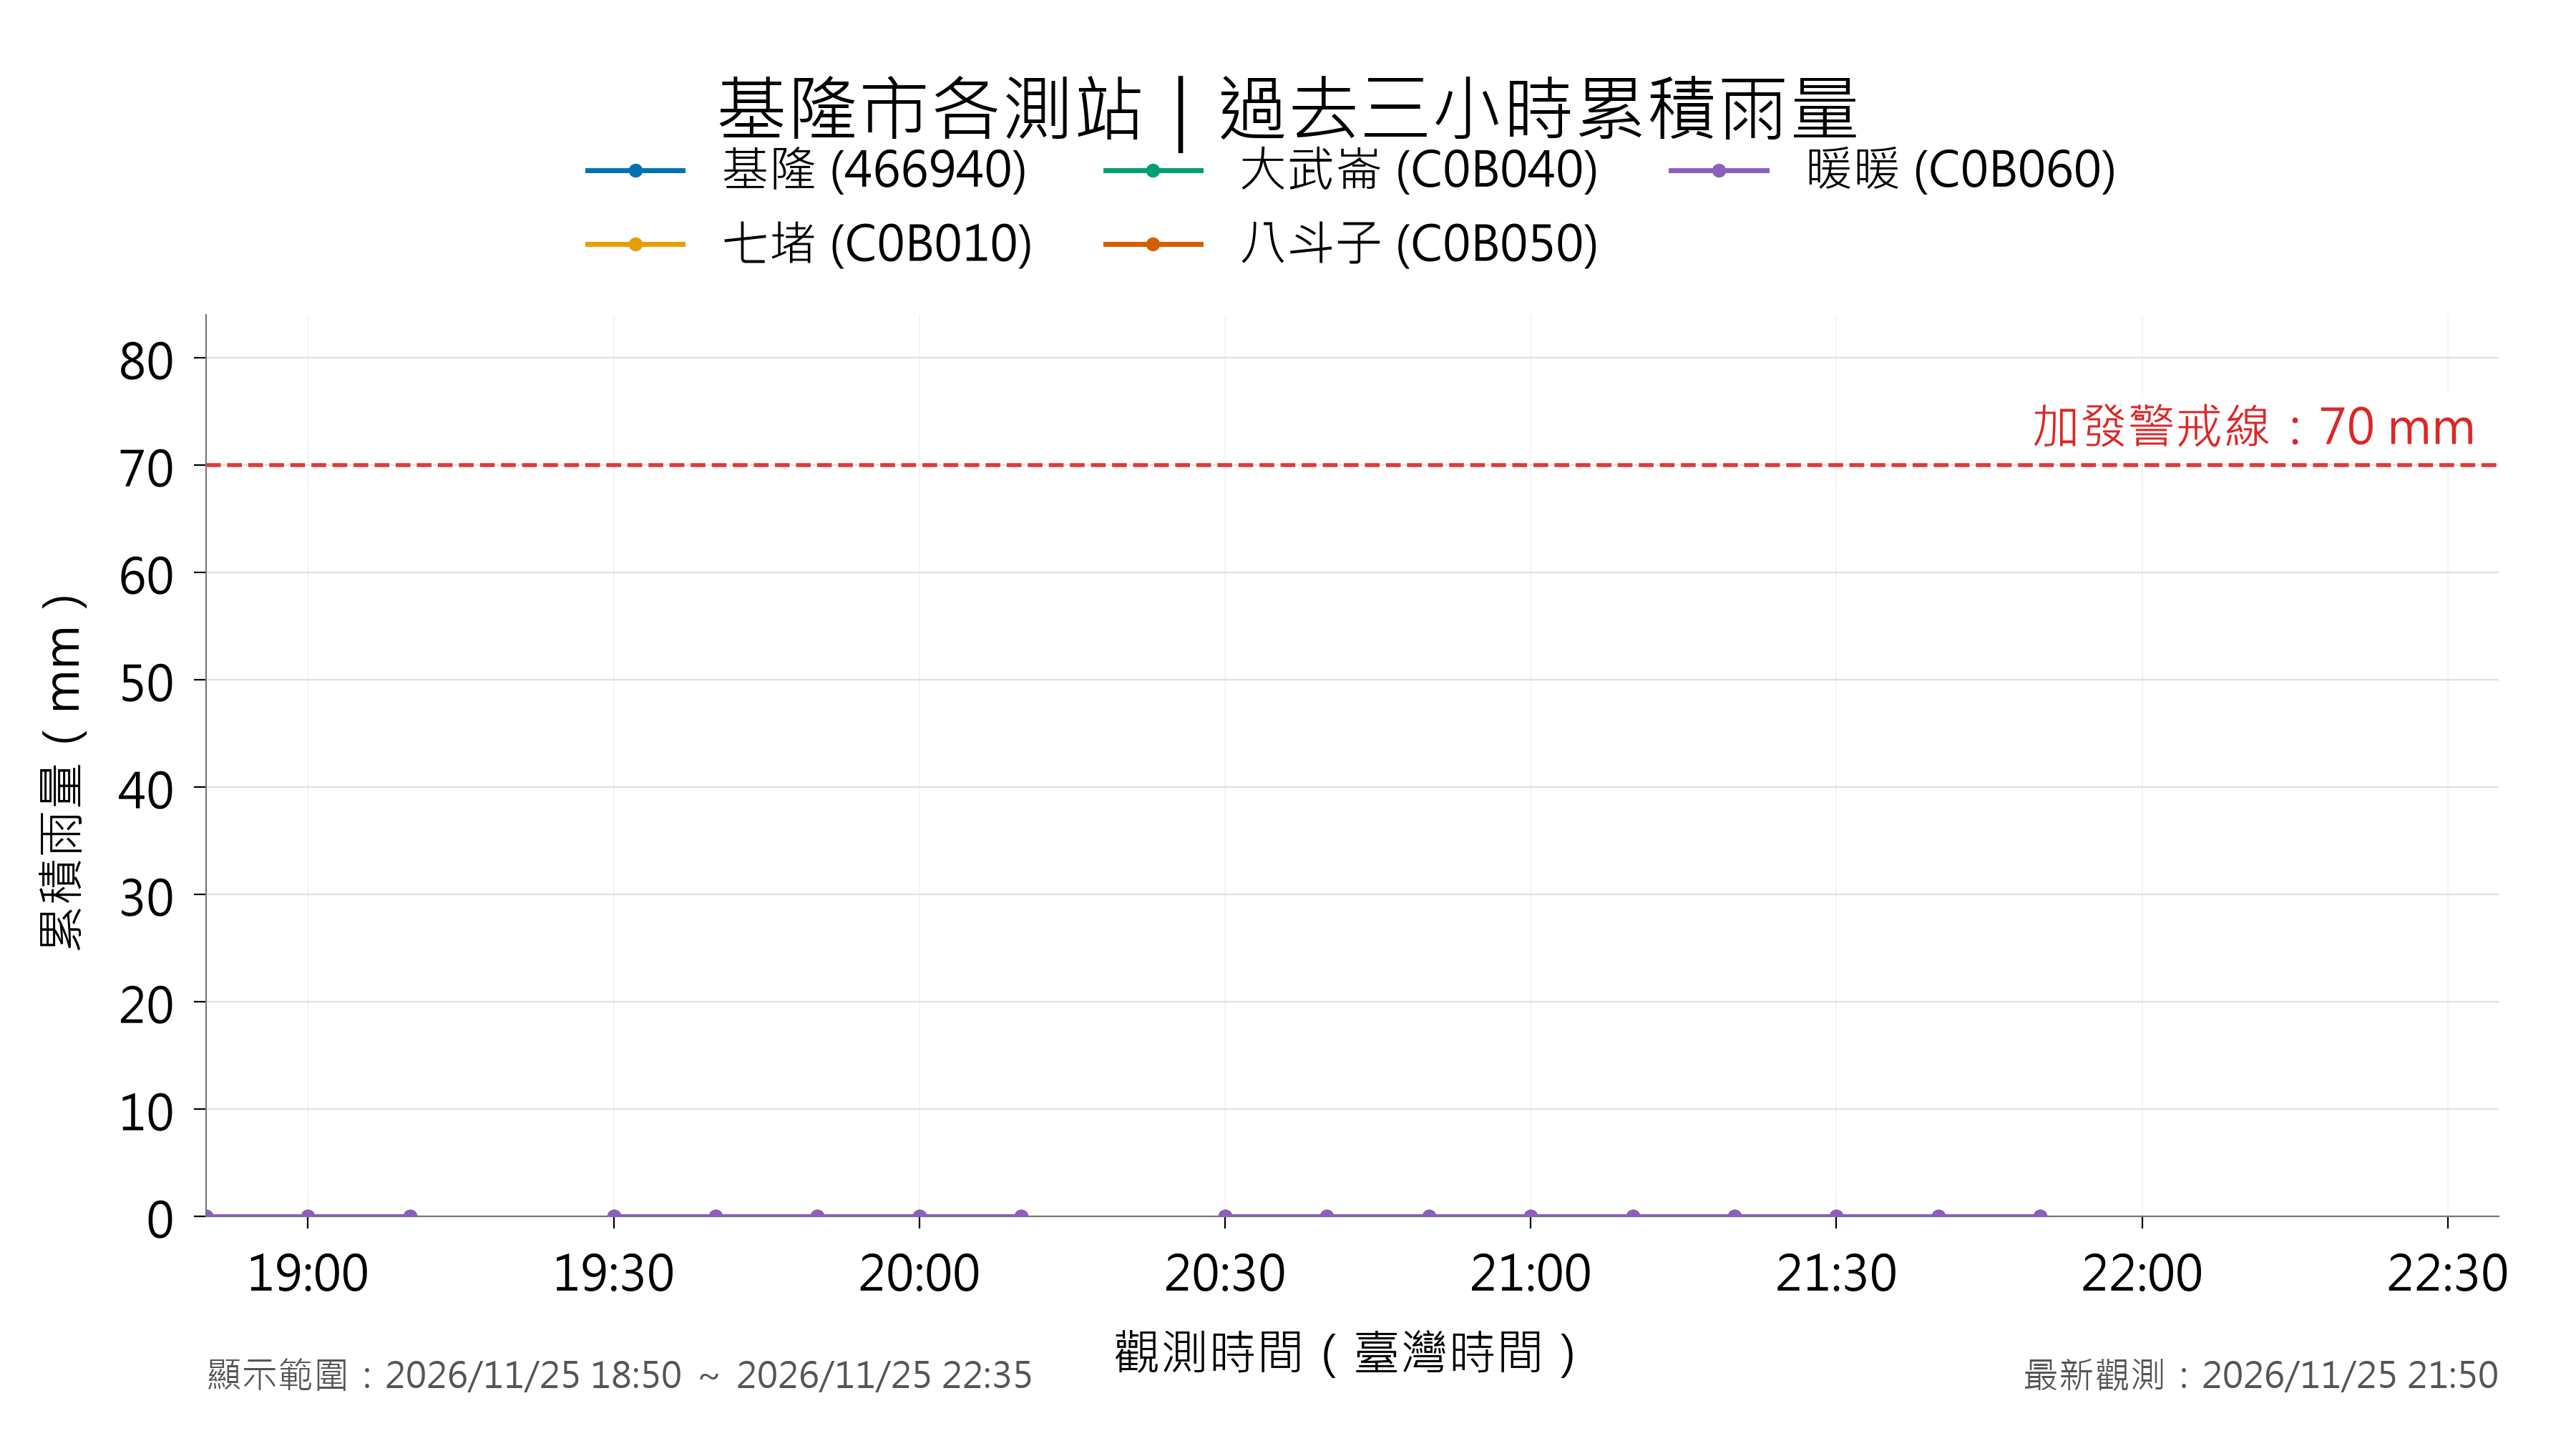 基隆市各測站｜過去三小時累積雨量
基隆 (466940)
大武崙 (C0B040)
暖暖 (C0B060)
七堵 (C0B010)
八斗子 (C0B050)
累積雨量（mm）
80
70
60
50
40
30
20
10
0
加發警戒線：70 mm
19:00
19:30
20:00
20:30
21:00
21:30
22:00
22:30
觀測時間（臺灣時間）
顯示範圍：2026/11/25 18:50 ~ 2026/11/25 22:35
最新觀測：2026/11/25 21:50